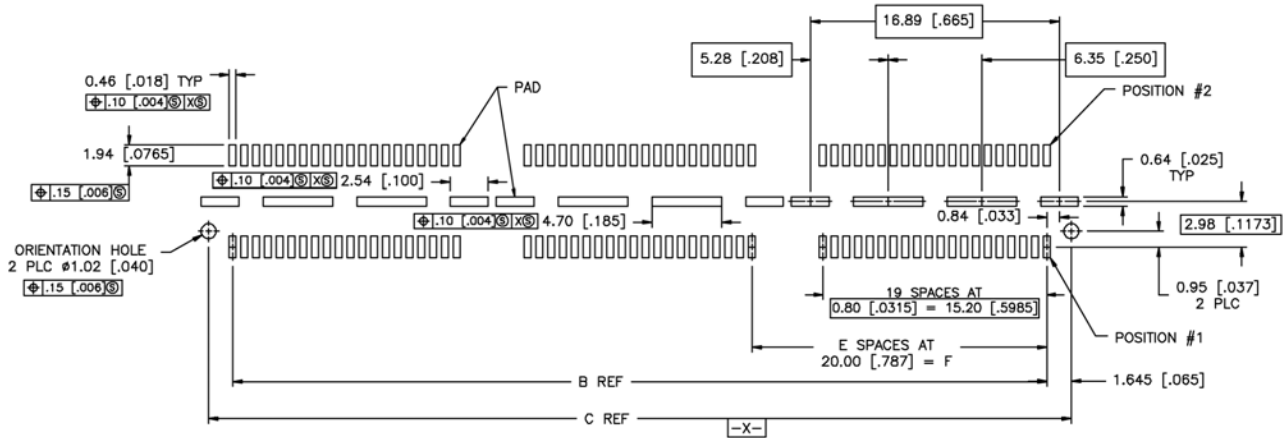 16.89 [.665]
5.28 [.208]
6.35 [.250]
0.46 [.018] TYP
⌖ .10 [.004]Ⓢ XⓈ
PAD
POSITION #2
1.94 [.0765]
0.64 [.025]
TYP
⌖ .15 [.006]Ⓢ
⌖ .10 [.004]Ⓢ XⓈ 2.54 [.100]
⌖ .10 [.004]Ⓢ XⓈ 4.70 [.185]
0.84 [.033]
2.98 [.1173]
ORIENTATION HOLE
2 PLC ø1.02 [.040]
⌖ .15 [.006]Ⓢ
0.95 [.037]
2 PLC
19 SPACES AT
0.80 [.0315] = 15.20 [.5985]
POSITION #1
E SPACES AT
20.00 [.787] = F
B REF
1.645 [.065]
C REF
-X-